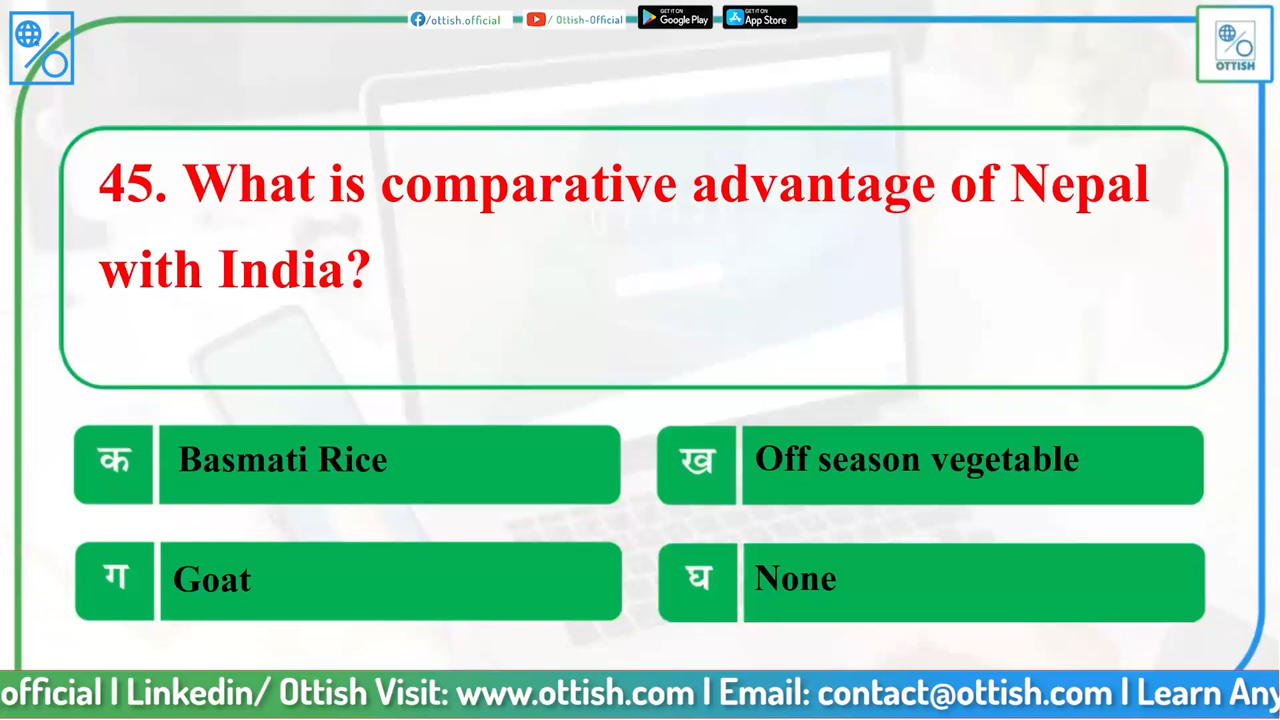 /ottish.official
/ Ottish-Official
GET IT ON
Google Play
GET IT ON
App Store
OTTISH
45. What is comparative advantage of Nepal
with India?
क Basmati Rice
ख Off season vegetable
ग Goat
घ None
official l Linkedin/ Ottish Visit: www.ottish.com l Email: contact@ottish.com l Learn Any